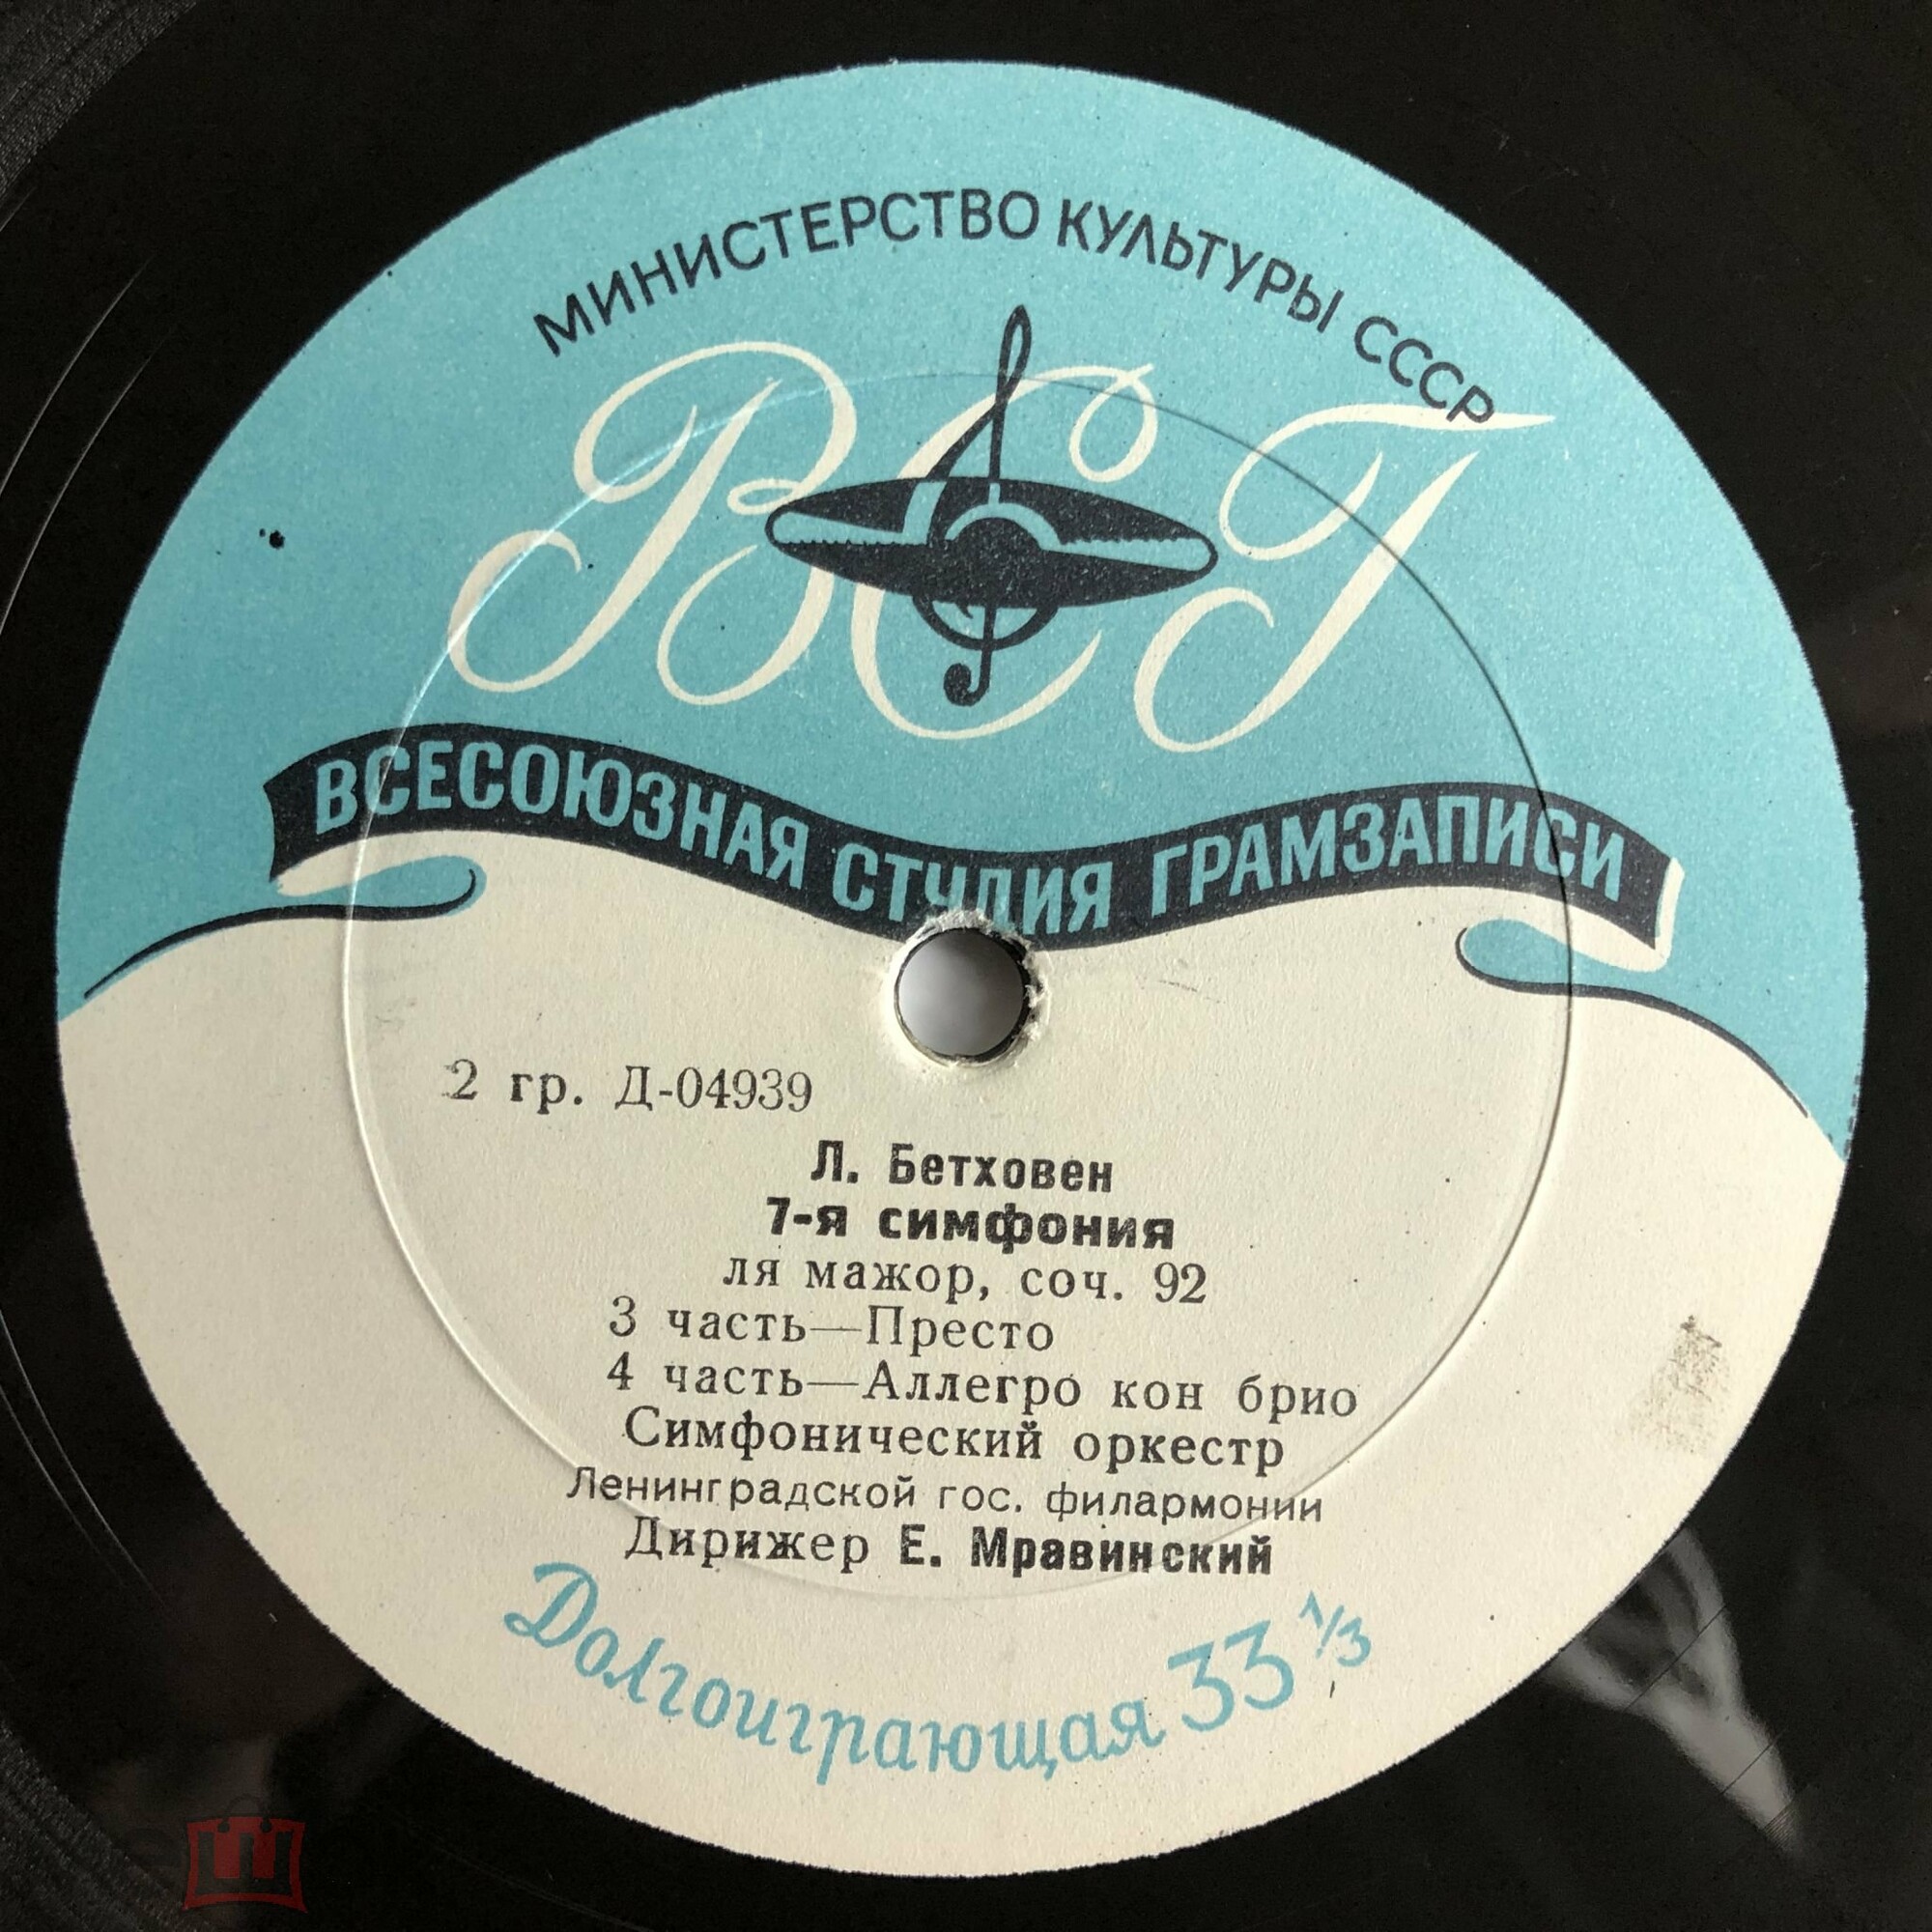 МИНИСТЕРСТВО КУЛЬТУРЫ СССР
ВСГ
ВСЕСОЮЗНАЯ СТУДИЯ ГРАМЗАПИСИ
2 гр. Д-04939
Л. Бетховен
7-я симфония
ля мажор, соч. 92
3 часть—Престо
4 часть—Аллегро кон брио
Симфонический оркестр
Ленинградской гос. филармонии
Дирижер Е. Мравинский
Долгоиграющая 33 1/3